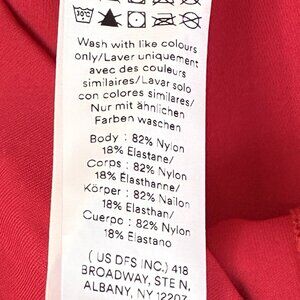 30°C
Wash with like colours
only/Laver uniquement
avec des couleurs
similaires/Lavar solo
con colores similares/
Nur mit ähnlichen
Farben waschen
Body : 82% Nylon
18% Elastane/
Corps : 82% Nylon
18% Elasthanne/
Körper : 82% Nailon
18% Elasthan/
Cuerpo : 82% Nylon
18% Elastano
( US DFS INC.) 418
BROADWAY, STE N,
ALBANY, NY 12207